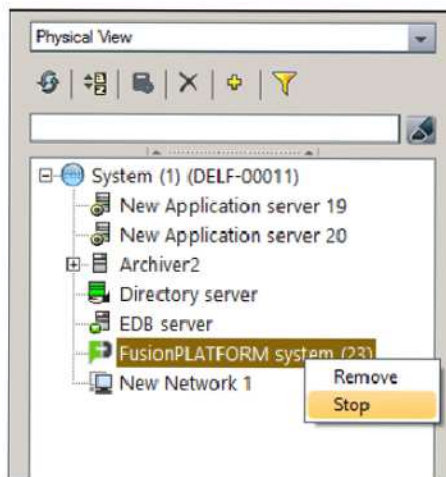 Physical View
System (1) (DELF-00011)
New Application server 19
New Application server 20
Archiver2
Directory server
EDB server
FusionPLATFORM system (23)
Remove
New Network 1
Stop